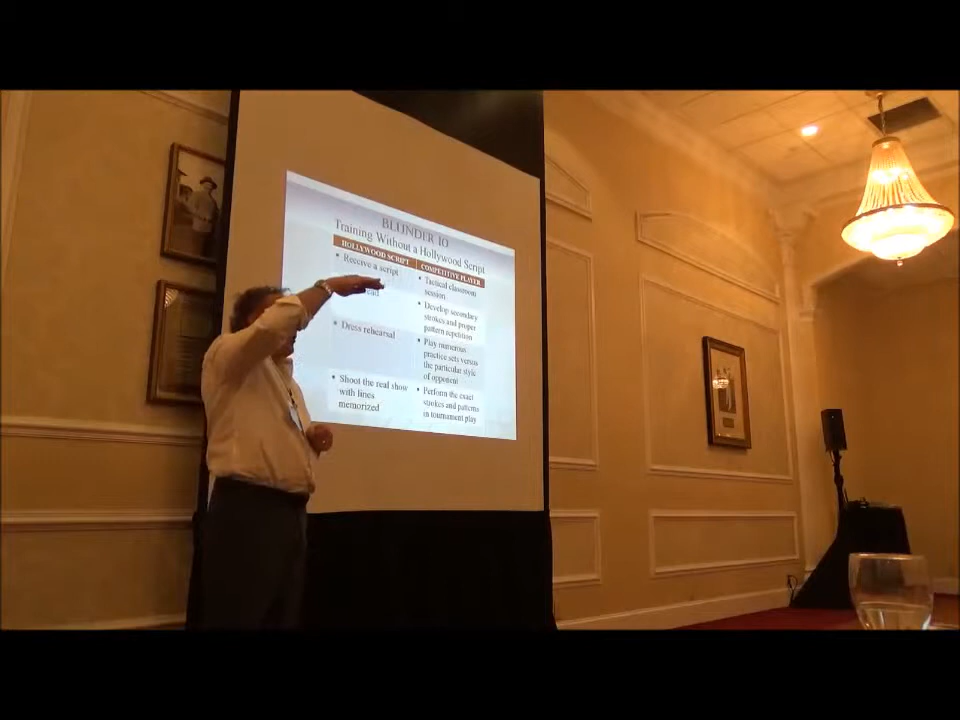 BLUNDER 10
Training Without a Hollywood Script
HOLLYWOOD SCRIPT
COMPETITIVE PLAYER
• Receive a script
• Dress rehearsal
• Shoot the real show
with lines
memorized
• Tactical classroom
session
• Develop secondary
strokes and proper
pattern repetition
• Play numerous
practice sets versus
the particular style
of opponent
• Perform the exact
strokes and patterns
in tournament play